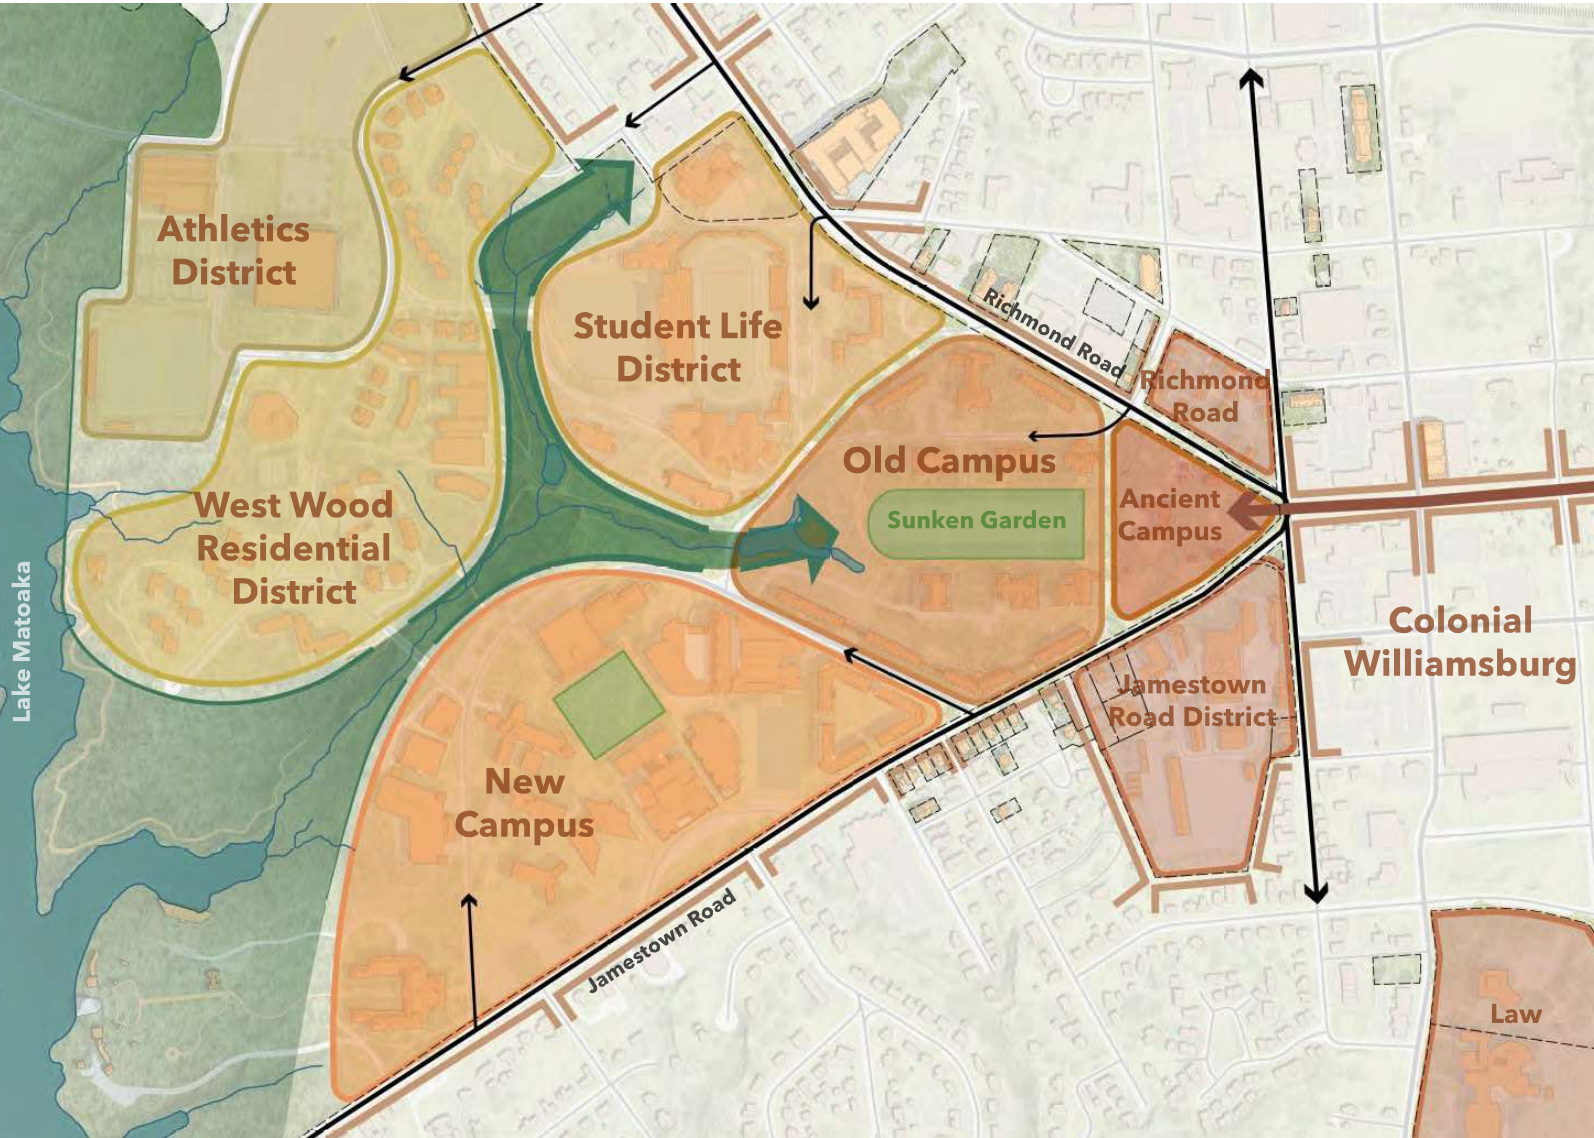 Athletics
District
Student Life
District
Richmond Road
Richmond
Road
Old Campus
Sunken Garden
Ancient
Campus
West Wood
Residential
District
Lake Matoaka
Colonial
Williamsburg
Jamestown
Road District
New
Campus
Jamestown Road
Law